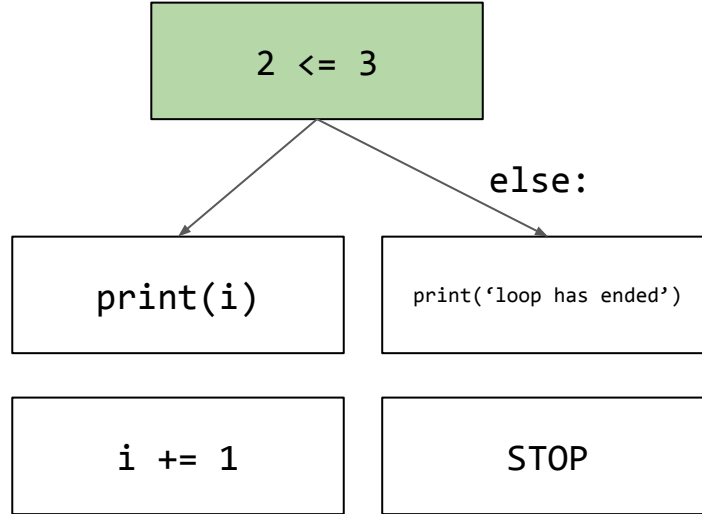 2 <= 3
else:
print(i)
print(‘loop has ended’)
i += 1
STOP